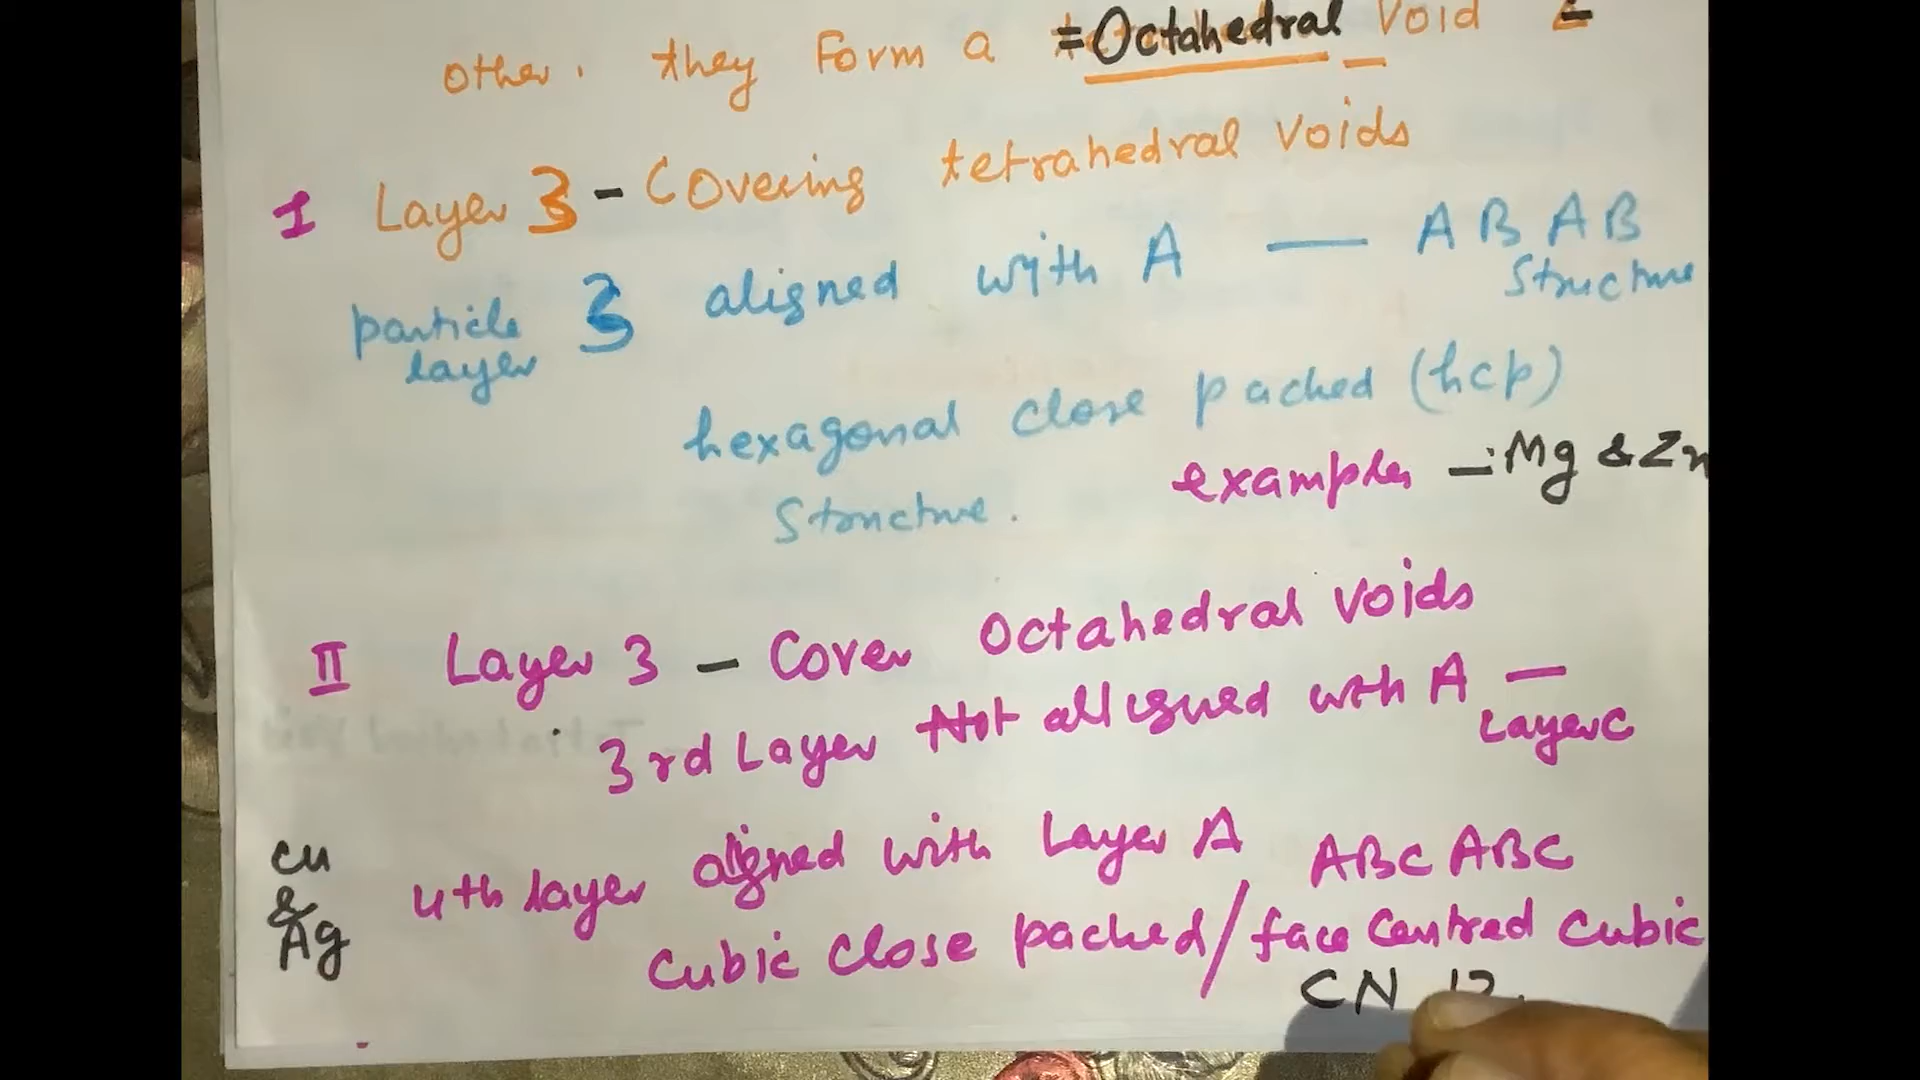 other, they Form a Octahedral Void
I Layer 3 - Covering tetrahedral Voids
particle layer 3 aligned with A — ABAB
Structure
hexagonal close packed (hcp)
Structure.
examples - Mg & Zn
II Layer 3 - Cover Octahedral Voids
3rd Layer Not alligned with A —
Layer C
Cu
&
Ag
4th layer aligned with Layer A ABC ABC
Cubic close packed / face Centred Cubic
CN 12